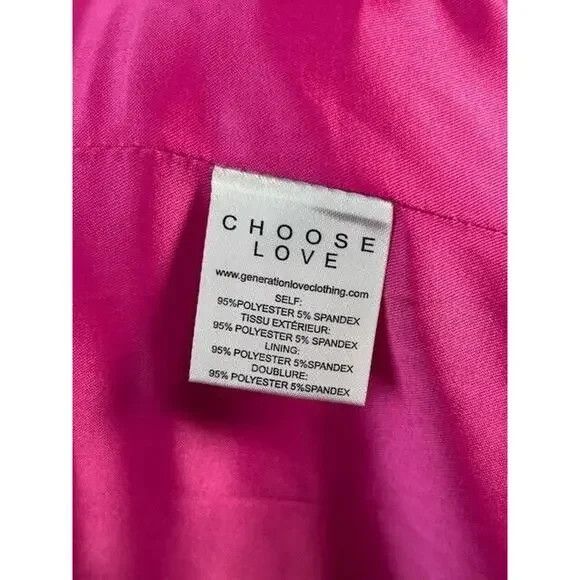 CHOOSE
LOVE
www.generationloveclothing.com
SELF:
95%POLYESTER 5% SPANDEX
TISSU EXTÉRIEUR:
95% POLYESTER 5% SPANDEX
LINING:
95% POLYESTER 5%SPANDEX
DOUBLURE:
95% POLYESTER 5%SPANDEX